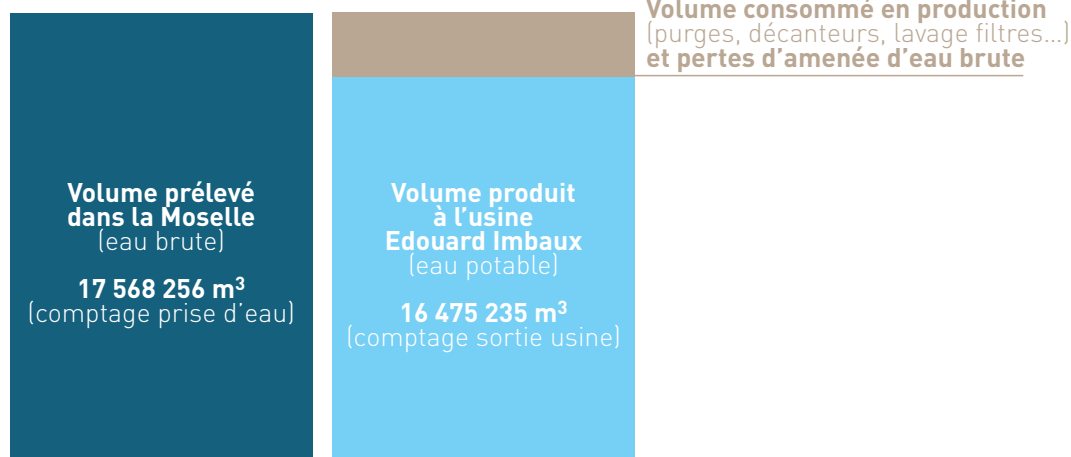 Volume consommé en production
(purges, décanteurs, lavage filtres...)
et pertes d'amenée d'eau brute
Volume prélevé
dans la Moselle
(eau brute)
17 568 256 m³
(comptage prise d'eau)
Volume produit
à l'usine
Edouard Imbaux
(eau potable)
16 475 235 m³
(comptage sortie usine)